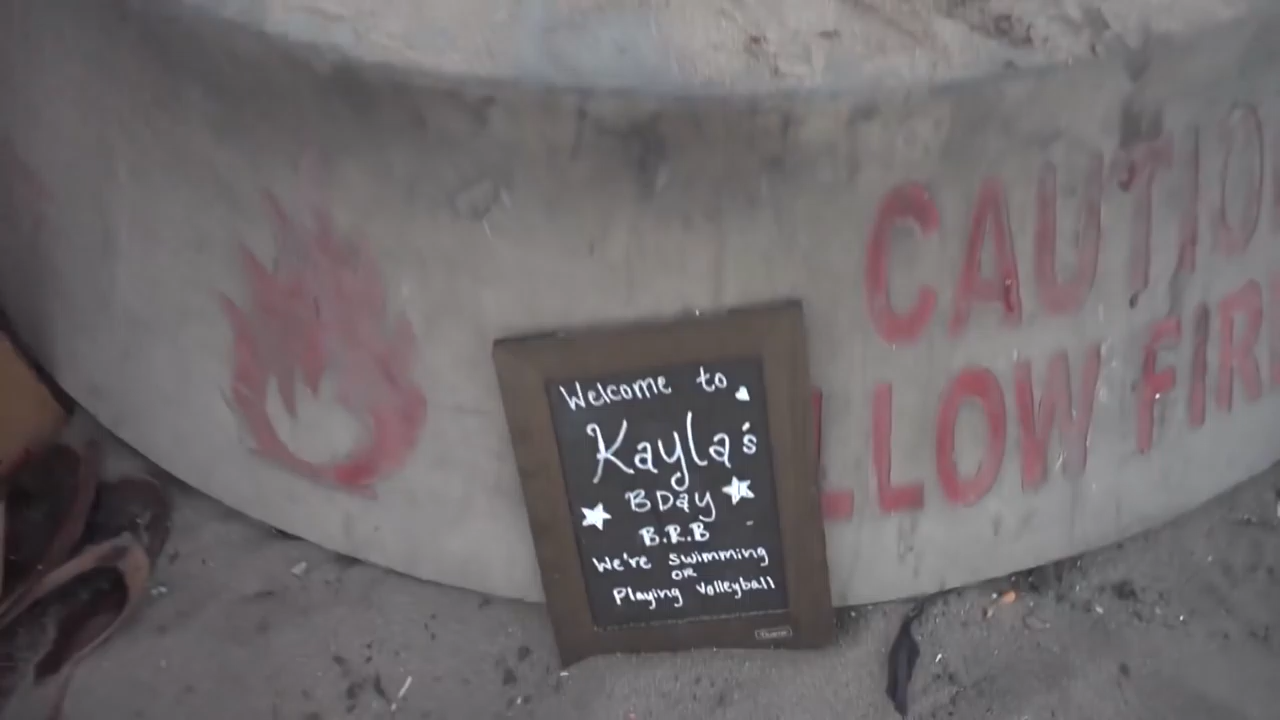 Welcome to
Kayla's
BDay
B.R.B
We're swimming
OR
Playing volleyball
CAUTIO
LLOW FIR